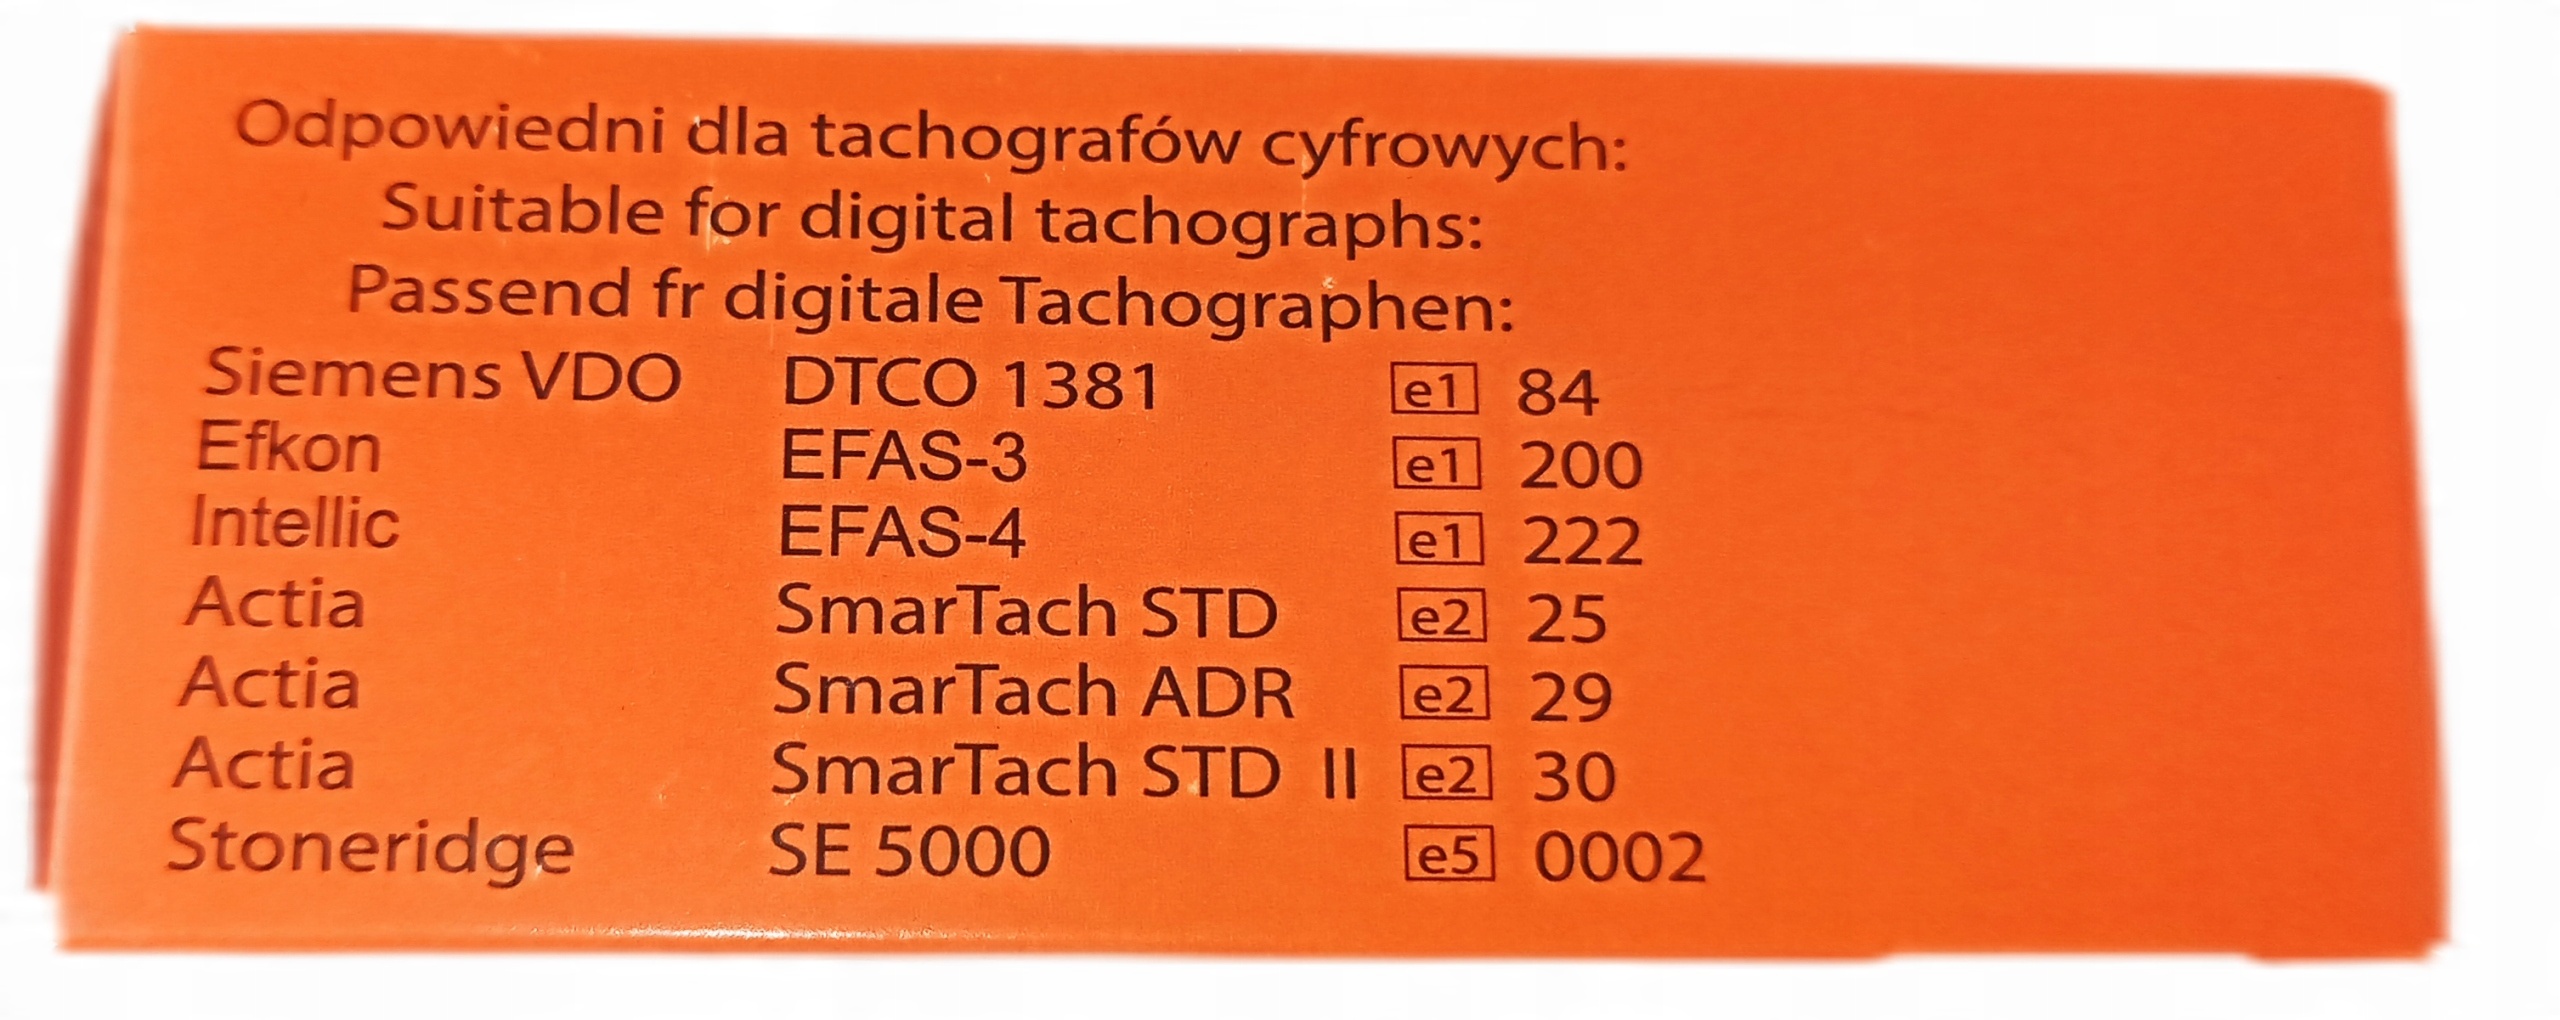 Odpowiedni dla tachografów cyfrowych:
Suitable for digital tachographs:
Passend fr digitale Tachographen:
Siemens VDO DTCO 1381 e1 84
Efkon EFAS-3 e1 200
Intellic EFAS-4 e1 222
Actia SmarTach STD e2 25
Actia SmarTach ADR e2 29
Actia SmarTach STD II e2 30
Stoneridge SE 5000 e5 0002